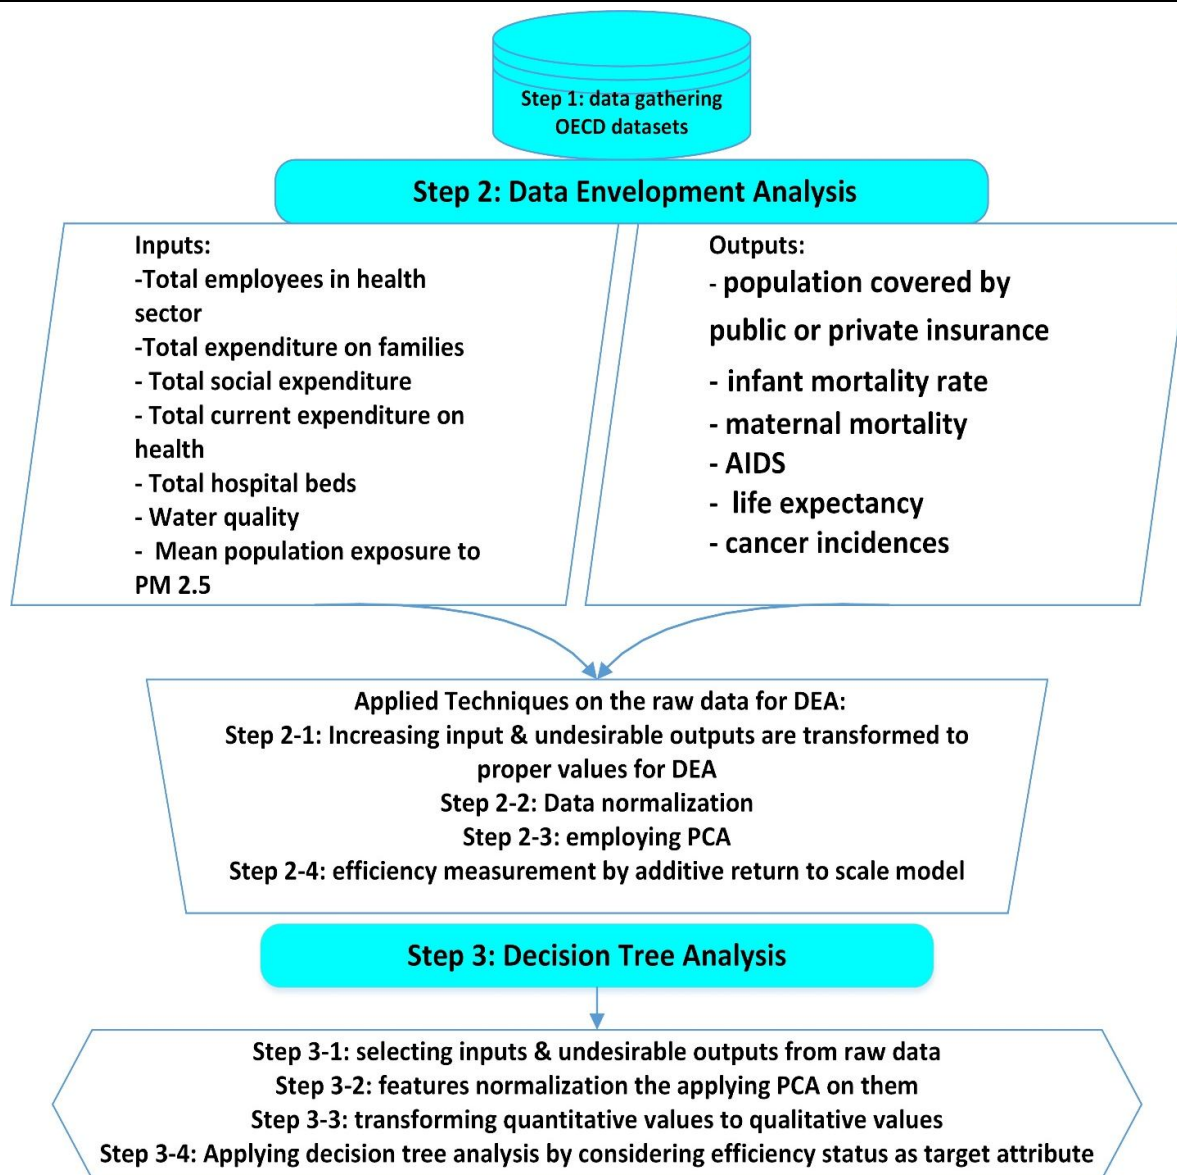 Step 1: data gathering
OECD datasets
Step 2: Data Envelopment Analysis
Inputs:
-Total employees in health
sector
-Total expenditure on families
- Total social expenditure
- Total current expenditure on
health
- Total hospital beds
- Water quality
-  Mean population exposure to
PM 2.5
Outputs:
- population covered by
public or private insurance
- infant mortality rate
- maternal mortality
- AIDS
-  life expectancy
- cancer incidences
Applied Techniques on the raw data for DEA:
Step 2-1: Increasing input & undesirable outputs are transformed to
proper values for DEA
Step 2-2: Data normalization
Step 2-3: employing PCA
Step 2-4: efficiency measurement by additive return to scale model
Step 3: Decision Tree Analysis
Step 3-1: selecting inputs & undesirable outputs from raw data
Step 3-2: features normalization the applying PCA on them
Step 3-3: transforming quantitative values to qualitative values
Step 3-4: Applying decision tree analysis by considering efficiency status as target attribute